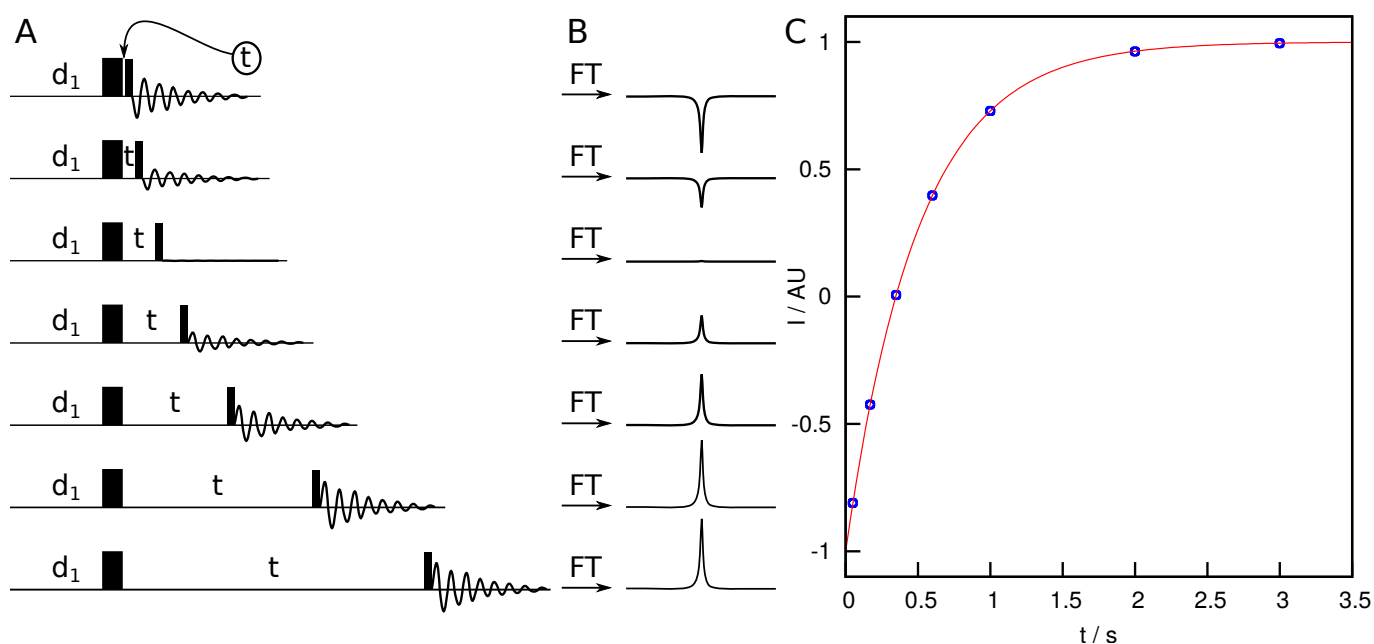 A
t
d₁
FT
d₁ t
FT
d₁ t
FT
d₁ t
FT
d₁ t
FT
d₁ t
FT
d₁ t
FT
B
C
1
0.5
0
-0.5
-1
I / AU
0 0.5 1 1.5 2 2.5 3 3.5
t / s